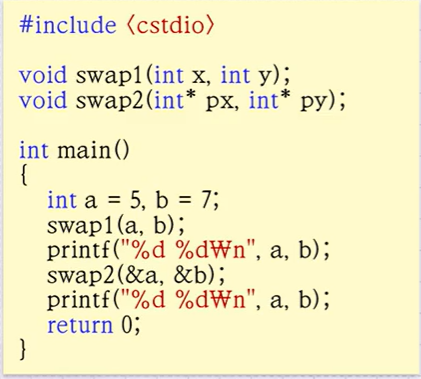 #include <cstdio>
void swap1(int x, int y);
void swap2(int* px, int* py);
int main()
{
int a = 5, b = 7;
swap1(a, b);
printf("%d %d₩n", a, b);
swap2(&a, &b);
printf("%d %d₩n", a, b);
return 0;
}